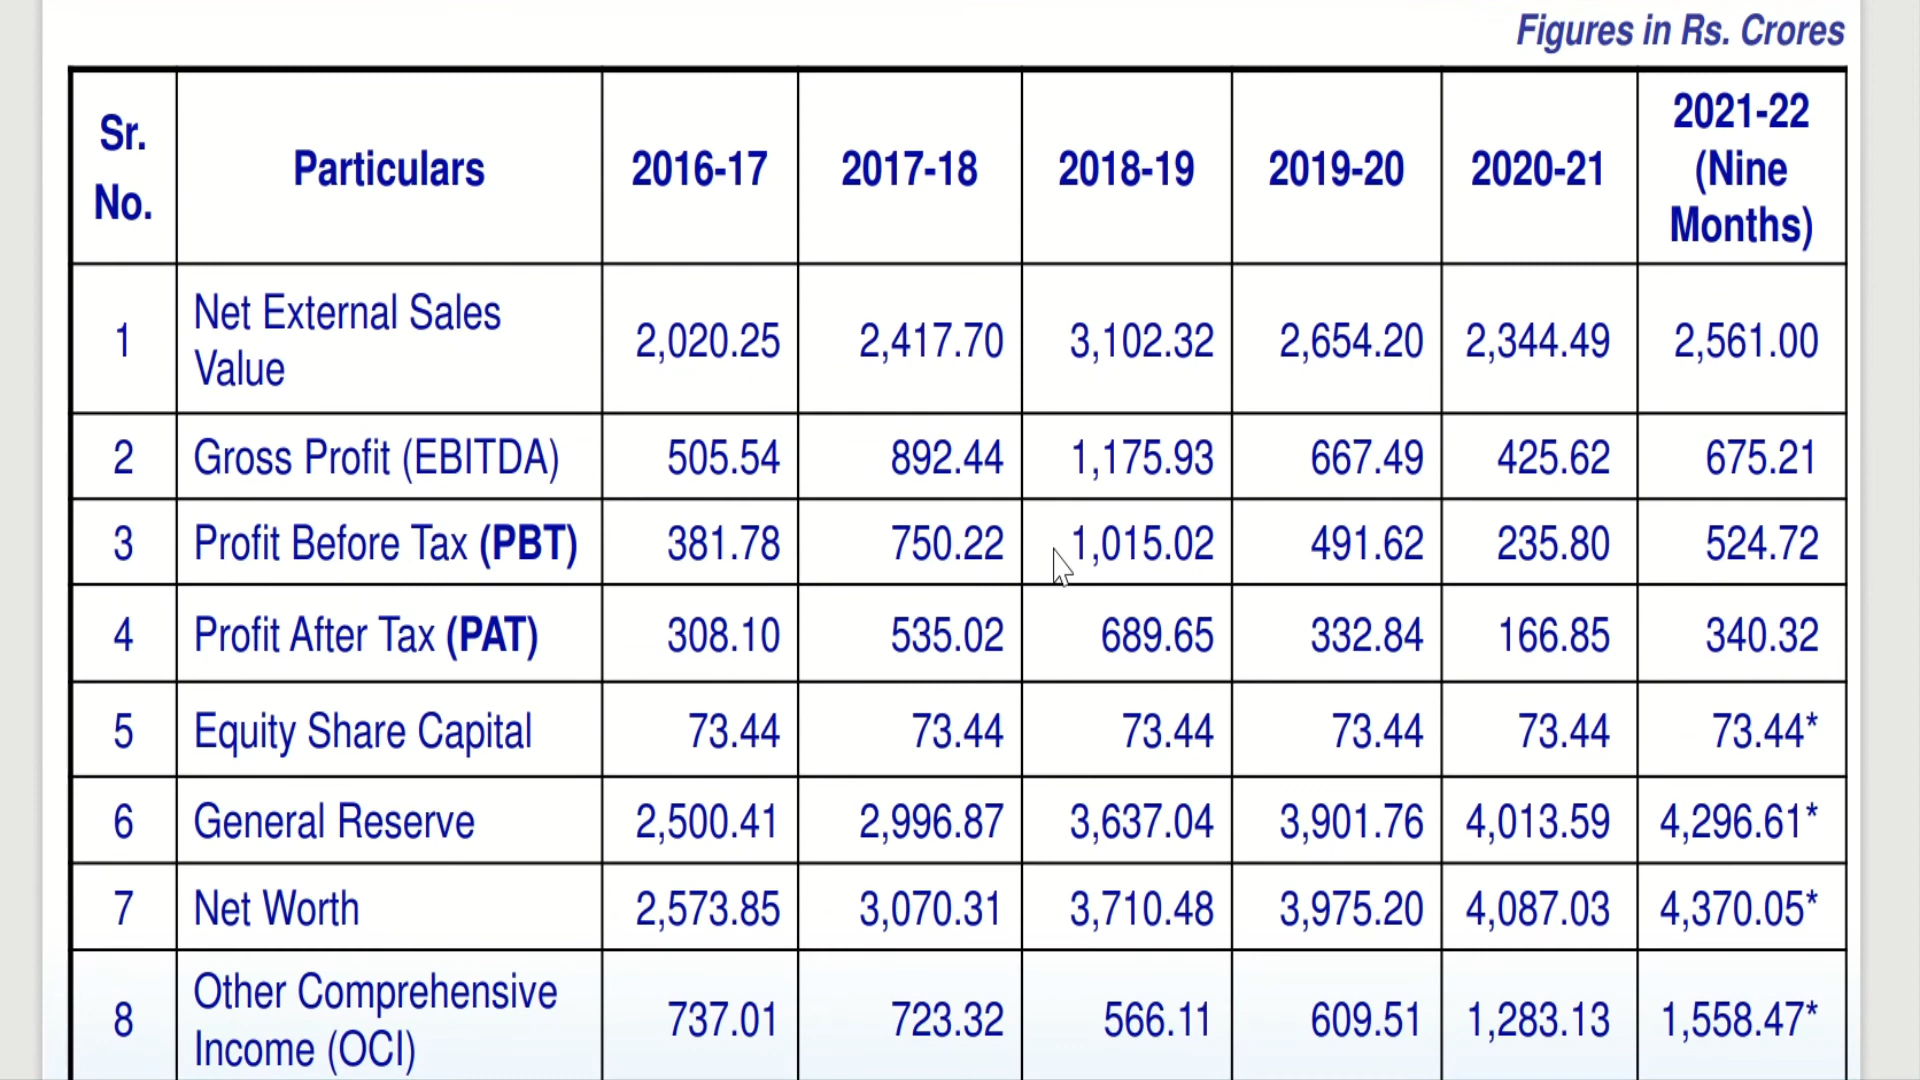 Figures in Rs. Crores
Sr. No. Particulars 2016-17 2017-18 2018-19 2019-20 2020-21 2021-22 (Nine Months)
1 Net External Sales Value 2,020.25 2,417.70 3,102.32 2,654.20 2,344.49 2,561.00
2 Gross Profit (EBITDA) 505.54 892.44 1,175.93 667.49 425.62 675.21
3 Profit Before Tax (PBT) 381.78 750.22 1,015.02 491.62 235.80 524.72
4 Profit After Tax (PAT) 308.10 535.02 689.65 332.84 166.85 340.32
5 Equity Share Capital 73.44 73.44 73.44 73.44 73.44 73.44*
6 General Reserve 2,500.41 2,996.87 3,637.04 3,901.76 4,013.59 4,296.61*
7 Net Worth 2,573.85 3,070.31 3,710.48 3,975.20 4,087.03 4,370.05*
8 Other Comprehensive Income (OCI) 737.01 723.32 566.11 609.51 1,283.13 1,558.47*